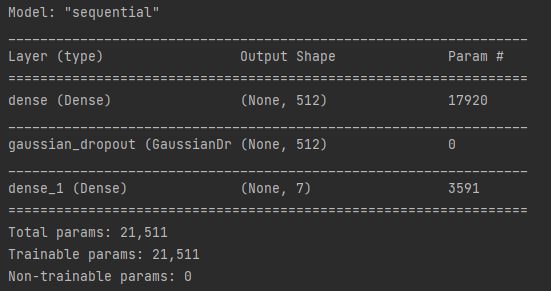 Model: "sequential"
_________________________________________________________________
Layer (type)                 Output Shape              Param #
=================================================================
dense (Dense)                (None, 512)               17920
_________________________________________________________________
gaussian_dropout (GaussianDr (None, 512)               0
_________________________________________________________________
dense_1 (Dense)              (None, 7)                 3591
=================================================================
Total params: 21,511
Trainable params: 21,511
Non-trainable params: 0